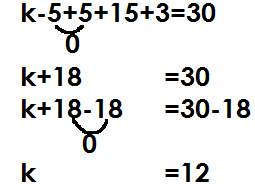 k-5+5+15+3=30
0
k+18 =30
k+18-18 =30-18
0
k =12